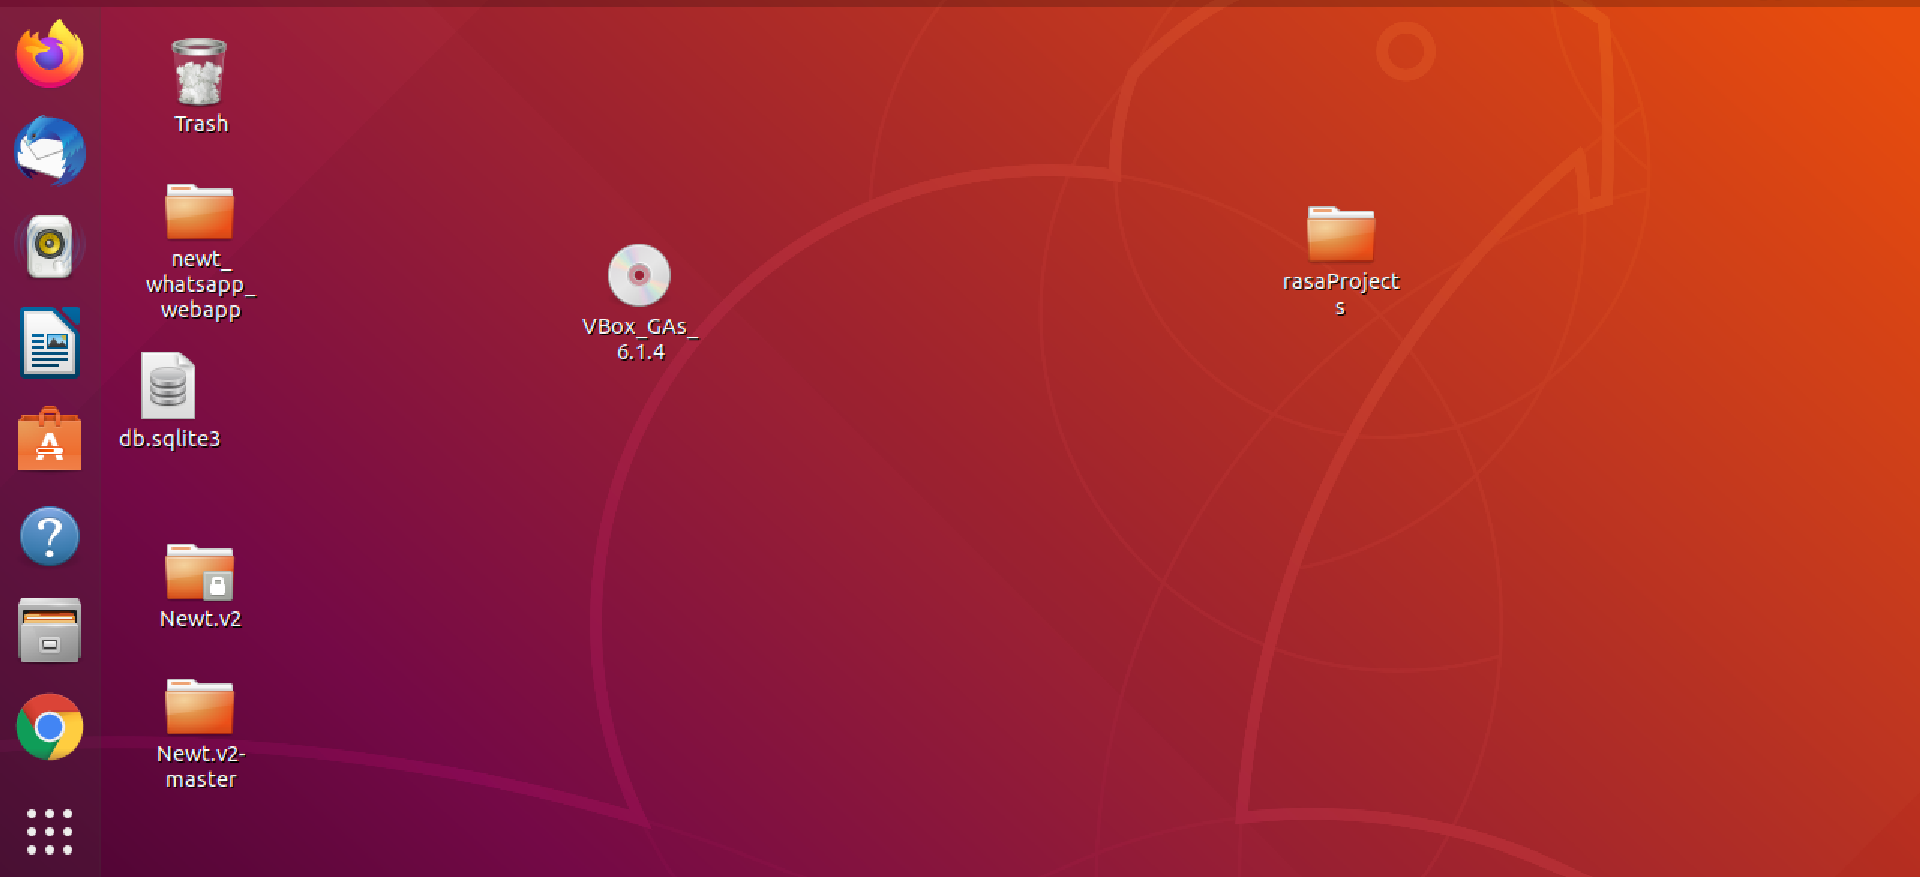 Trash
newt_
whatsapp_
webapp
db.sqlite3
Newt.v2
Newt.v2-
master
VBox_GAs_
6.1.4
rasaProject
s